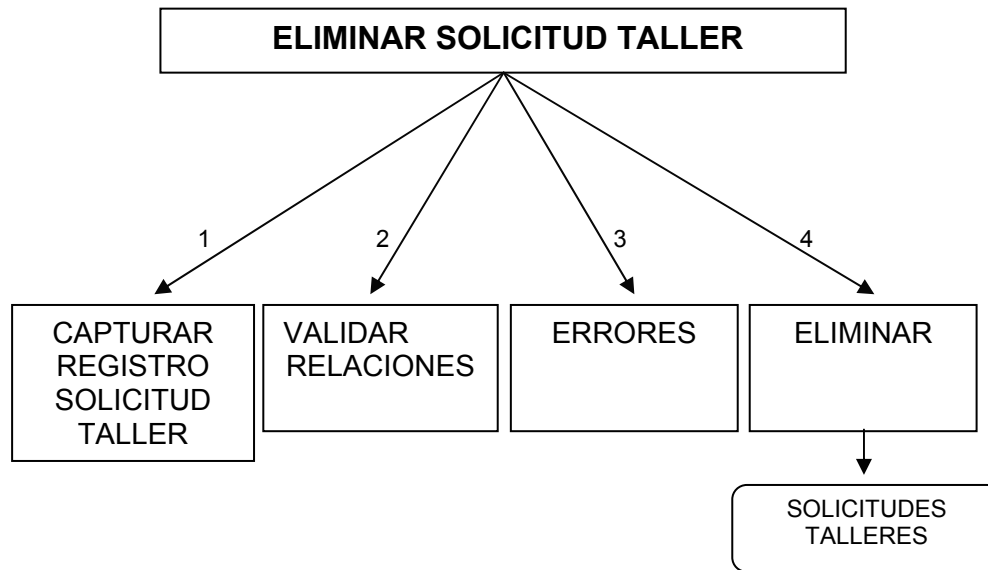 ELIMINAR SOLICITUD TALLER
1
2
3
4
CAPTURAR
REGISTRO
SOLICITUD
TALLER
VALIDAR
RELACIONES
ERRORES
ELIMINAR
SOLICITUDES
TALLERES